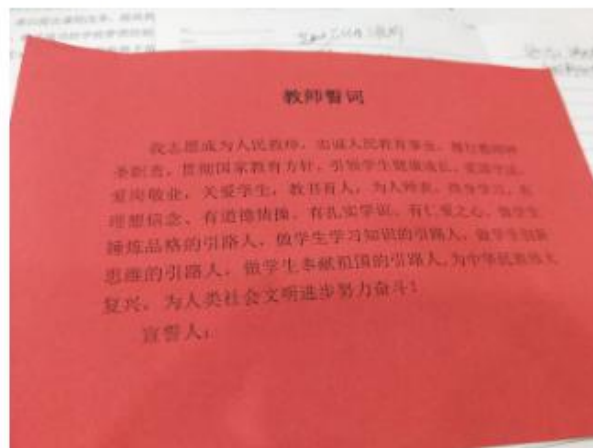 教师誓词
我志愿成为人民教师，忠诚人民教育事业，履行教师神
圣职责，贯彻国家教育方针，引领学生健康成长，爱国守法，
爱岗敬业，关爱学生，教书育人，为人师表，终身学习，有
理想信念、有道德情操、有扎实学识、有仁爱之心，做学生
锤炼品格的引路人，做学生学习知识的引路人，做学生创新
思维的引路人，做学生奉献祖国的引路人，为中华民族伟大
复兴，为人类社会文明进步努力奋斗！
宣誓人：